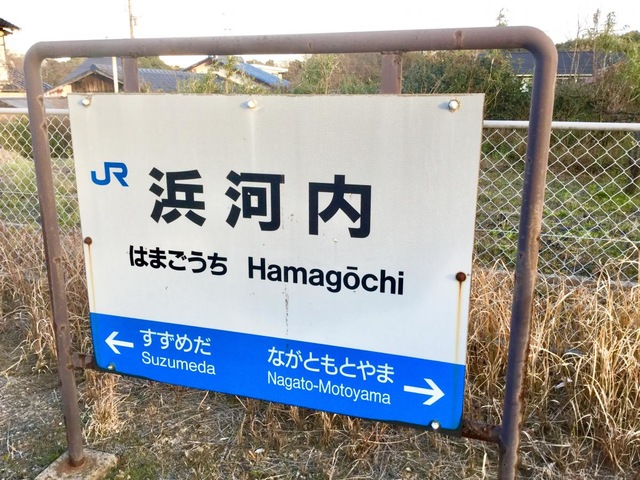 JR 浜河内
はまごうち Hamagōchi
← すずめだ
Suzumeda
ながともとやま →
Nagato-Motoyama